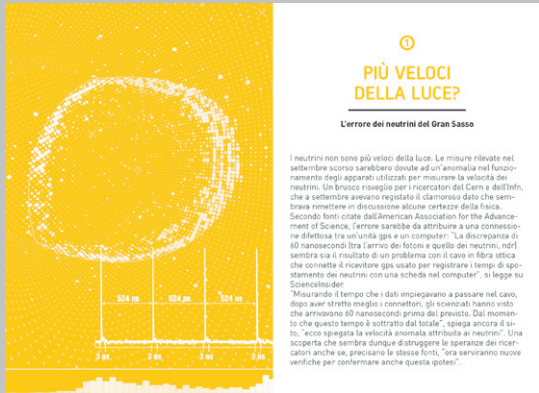 524 ns 524 ns 524 ns
3 ns 3 ns 3 ns 3 ns
1
PIÙ VELOCI
DELLA LUCE?
L'errore dei neutrini del Gran Sasso
I neutrini non sono più veloci della luce. Le misure rilevate nel
settembre scorso sarebbero dovute ad un'anomalia nel funzio-
namento degli apparati utilizzati per misurare la velocità dei
neutrini. Un brusco risveglio per i ricercatori del Cern e dell'Infn,
che a settembre avevano registato il clamoroso dato che sem-
brava rimettere in discussione alcune certezze della fisica.
Secondo fonti citate dall'American Association for the Advance-
ment of Science, l'errore sarebbe da attribuire a una connessio-
ne difettosa tra un'unità gps e un computer: "La discrepanza di
60 nanosecondi [tra l'arrivo dei fotoni e quello dei neutrini, ndr]
sembra sia il risultato di un problema con il cavo in fibra ottica
che connette il ricevitore gps usato per registrare i tempi di spo-
stamento dei neutrini con una scheda nel computer", si legge su
ScienceInsider.
"Misurando il tempo che i dati impiegavano a passare nel cavo,
dopo aver stretto meglio i connettori, gli scienziati hanno visto
che arrivavano 60 nanosecondi prima del previsto. Dal momen-
to che questo tempo è sottratto dal totale", spiega ancora il si-
to, "ecco spiegata la velocità anomala attribuita ai neutrini". Una
scoperta che sembra dunque distruggere le speranze dei ricer-
catori anche se, precisano le stesse fonti, "ora serviranno nuove
verifiche per confermare anche questa ipotesi".